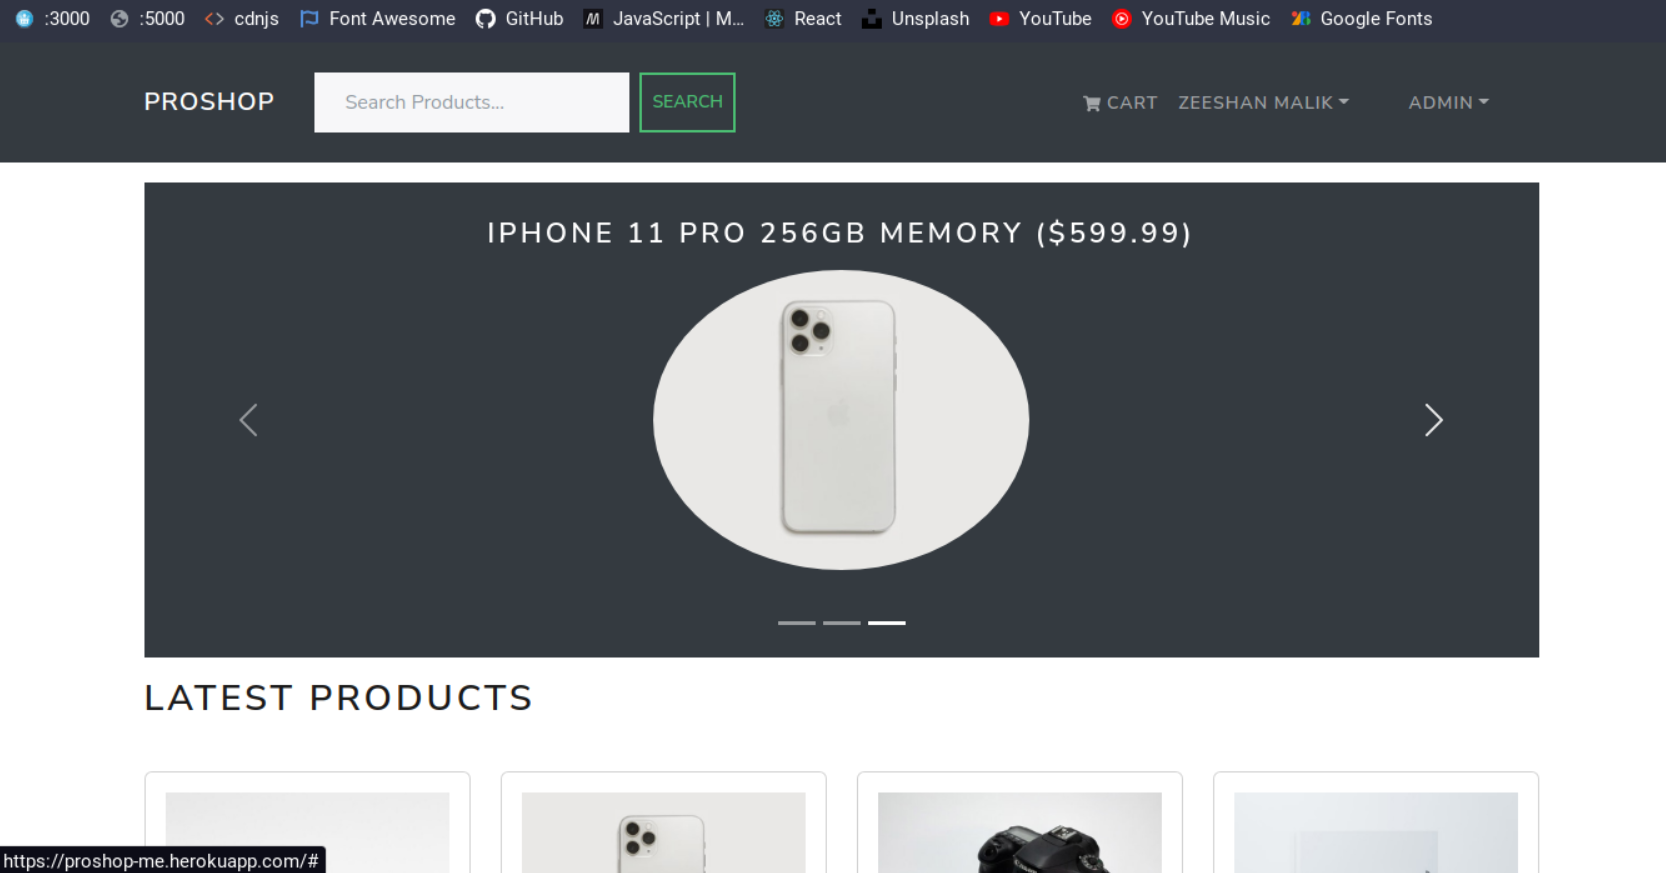 :3000 :5000 cdnjs Font Awesome GitHub JavaScript | M... React Unsplash YouTube YouTube Music Google Fonts
PROSHOP Search Products... SEARCH CART ZEESHAN MALIK ADMIN
IPHONE 11 PRO 256GB MEMORY ($599.99)
LATEST PRODUCTS
https://proshop-me.herokuapp.com/#